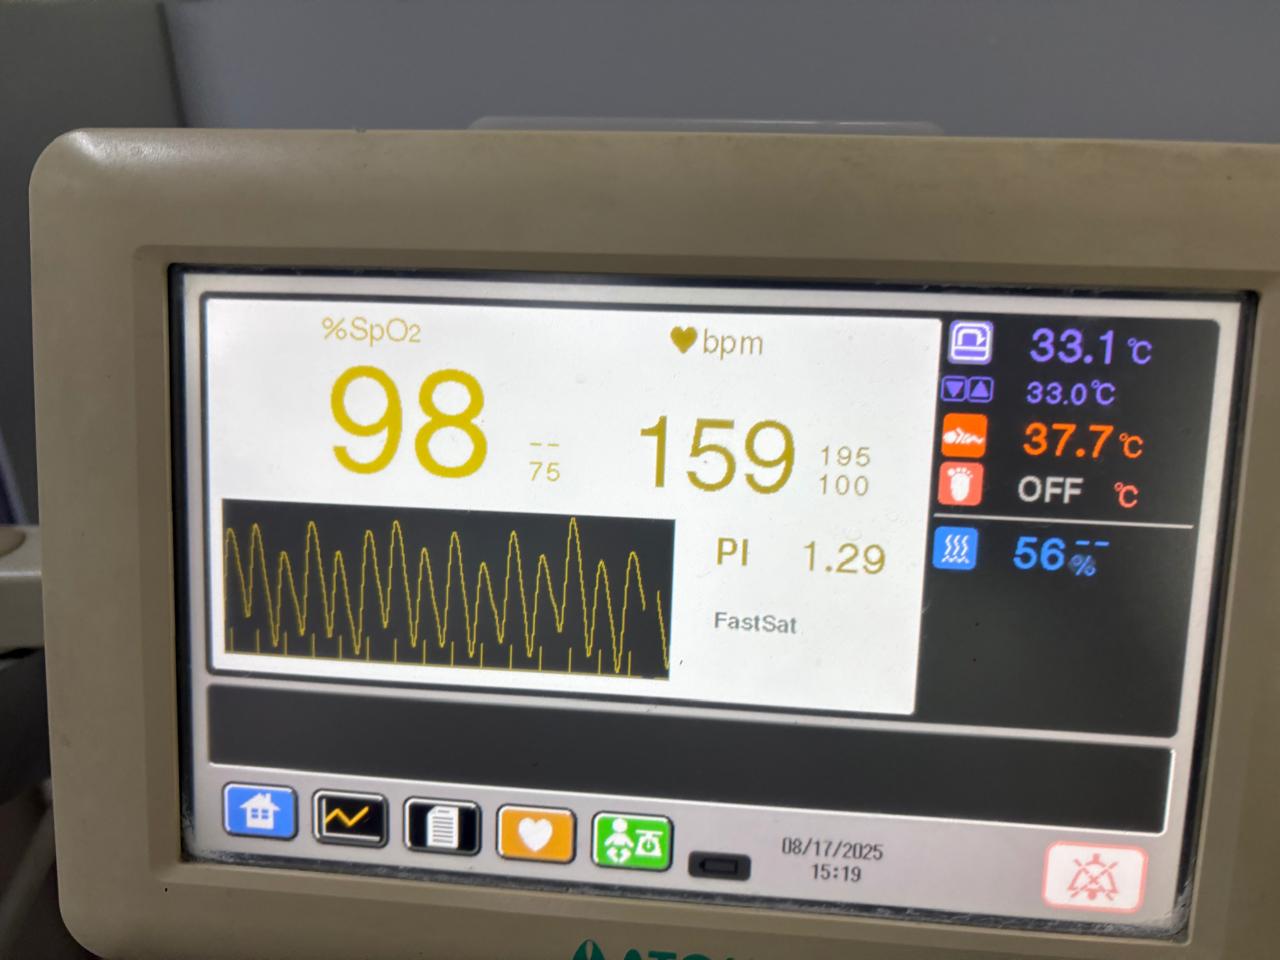 %SpO2
98
--
75
bpm
159
195
100
PI 1.29
FastSat
33.1 °C
33.0°C
37.7 °C
OFF °C
56 -- %
08/17/2025
15:19